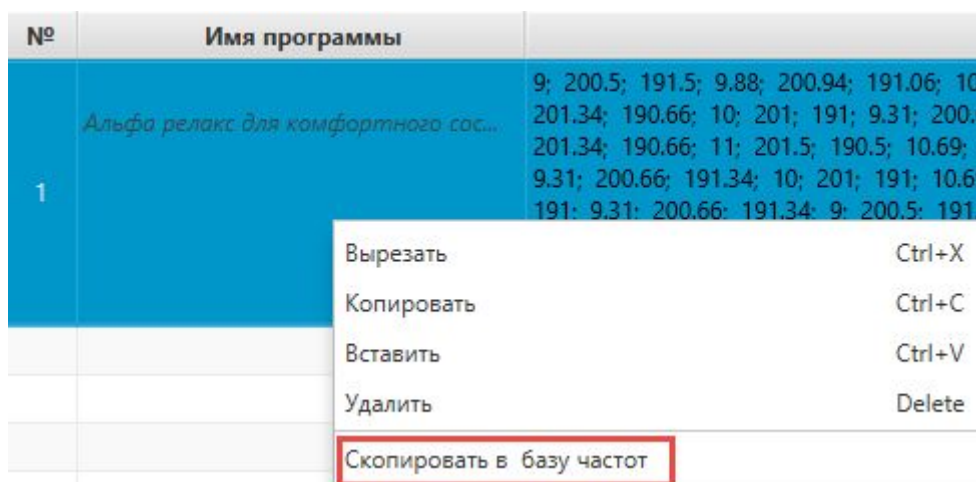 № Имя программы
Альфа релакс для комфортного сос...
9; 200.5; 191.5; 9.88; 200.94; 191.06; 10
201.34; 190.66; 10; 201; 191; 9.31; 200.
201.34; 190.66; 11; 201.5; 190.5; 10.69;
1
9.31; 200.66; 191.34; 10; 201; 191; 10.6
191; 9.31; 200.66; 191.34; 9; 200.5; 191
Вырезать Ctrl+X
Копировать Ctrl+C
Вставить Ctrl+V
Удалить Delete
Скопировать в базу частот